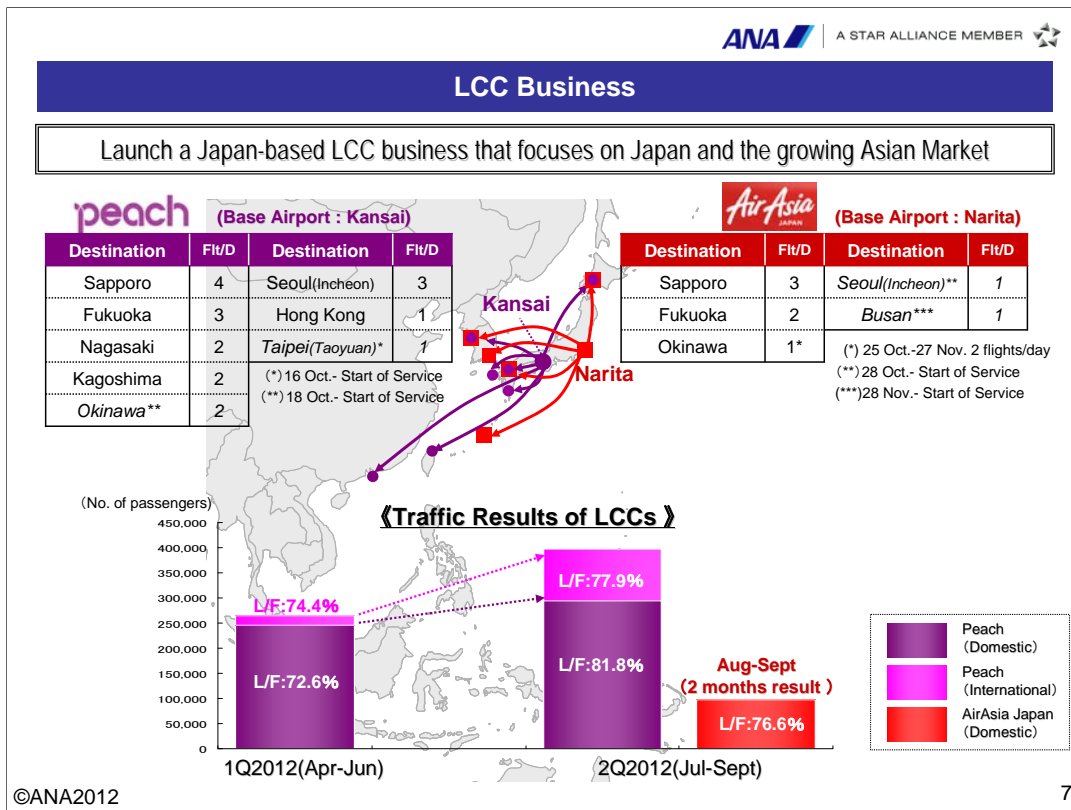 ANA
A STAR ALLIANCE MEMBER
LCC Business
Launch a Japan-based LCC business that focuses on Japan and the growing Asian Market
peach (Base Airport : Kansai)
Destination Flt/D Destination Flt/D
Sapporo 4 Seoul(Incheon) 3
Fukuoka 3 Hong Kong 1
Nagasaki 2 Taipei(Taoyuan)* 1
Kagoshima 2 (*)16 Oct.- Start of Service
Okinawa** 2 (**)18 Oct.- Start of Service
Kansai
Narita
Air Asia
JAPAN
(Base Airport : Narita)
Destination Flt/D Destination Flt/D
Sapporo 3 Seoul(Incheon)** 1
Fukuoka 2 Busan*** 1
Okinawa 1* (*) 25 Oct.-27 Nov. 2 flights/day
(**)28 Oct.- Start of Service
(***)28 Nov.- Start of Service
(No. of passengers)
《Traffic Results of LCCs 》
450,000
400,000
350,000
300,000
250,000
200,000
150,000
100,000
50,000
0
L/F:74.4%
L/F:72.6%
L/F:77.9%
L/F:81.8%
Aug-Sept
(2 months result )
L/F:76.6%
1Q2012(Apr-Jun) 2Q2012(Jul-Sept)
Peach
(Domestic)
Peach
(International)
AirAsia Japan
(Domestic)
©ANA2012
7